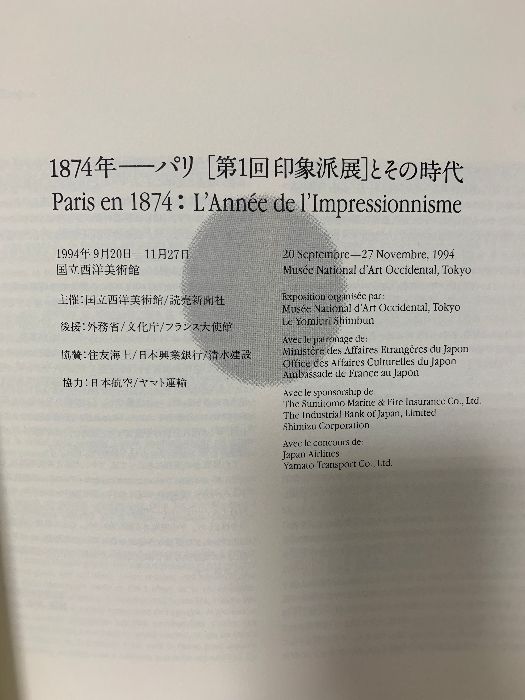 1874年──パリ［第1回印象派展］とその時代
Paris en 1874: L'Année de l'Impressionnisme
1994年9月20日─11月27日
国立西洋美術館
主催:国立西洋美術館/読売新聞社
後援:外務省/文化庁/フランス大使館
協賛:住友海上/日本興業銀行/清水建設
協力:日本航空/ヤマト運輸
20 Septembre—27 Novembre, 1994
Musée National d'Art Occidental, Tokyo
Exposition organisée par:
Musée National d'Art Occidental, Tokyo
Le Yomiuri Shimbun
Avec le patronage de:
Ministère des Affaires Etrangères du Japon
Office des Affaires Culturelles du Japon
Ambassade de France au Japon
Avec le sponsorship de:
The Sumitomo Marine & Fire Insurance Co., Ltd.
The Industrial Bank of Japan, Limited
Shimizu Corporation
Avec le concours de:
Japan Airlines
Yamato Transport Co., Ltd.